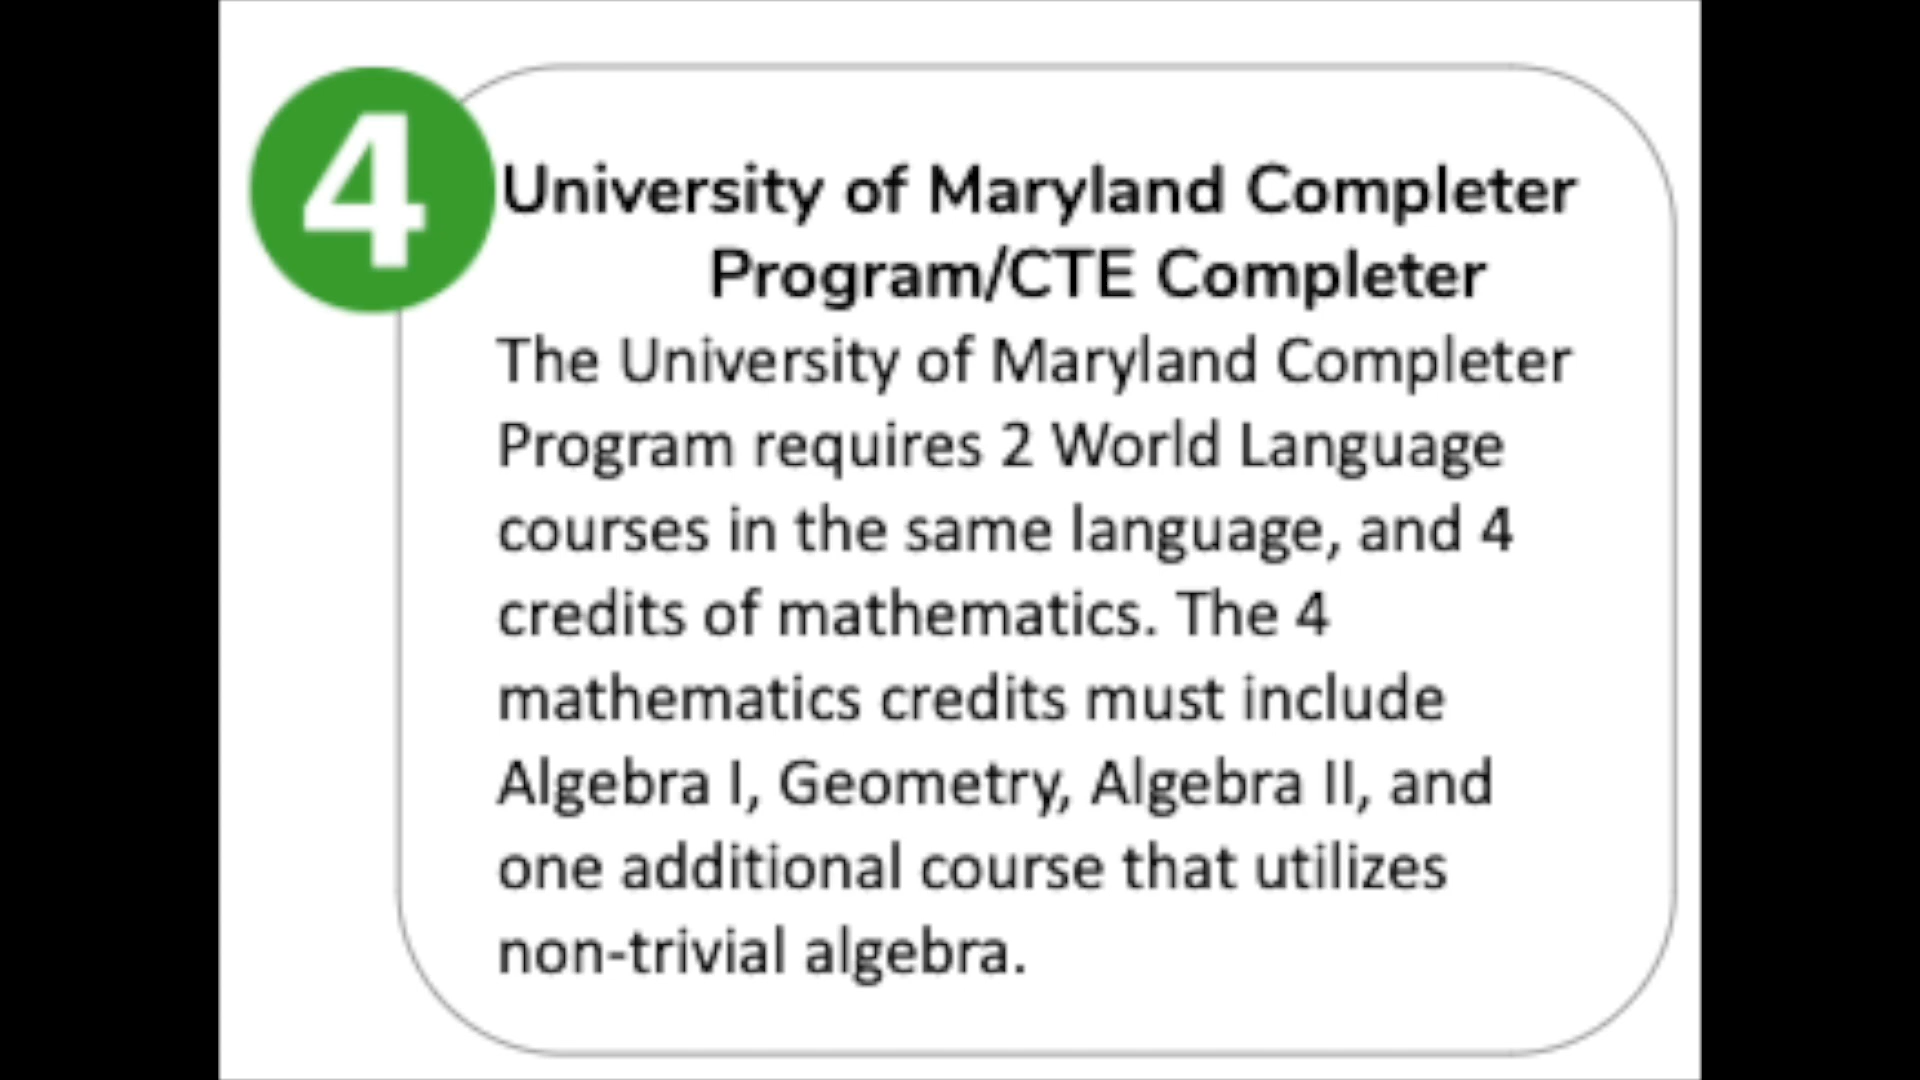 4
University of Maryland Completer
Program/CTE Completer
The University of Maryland Completer
Program requires 2 World Language
courses in the same language, and 4
credits of mathematics. The 4
mathematics credits must include
Algebra I, Geometry, Algebra II, and
one additional course that utilizes
non-trivial algebra.